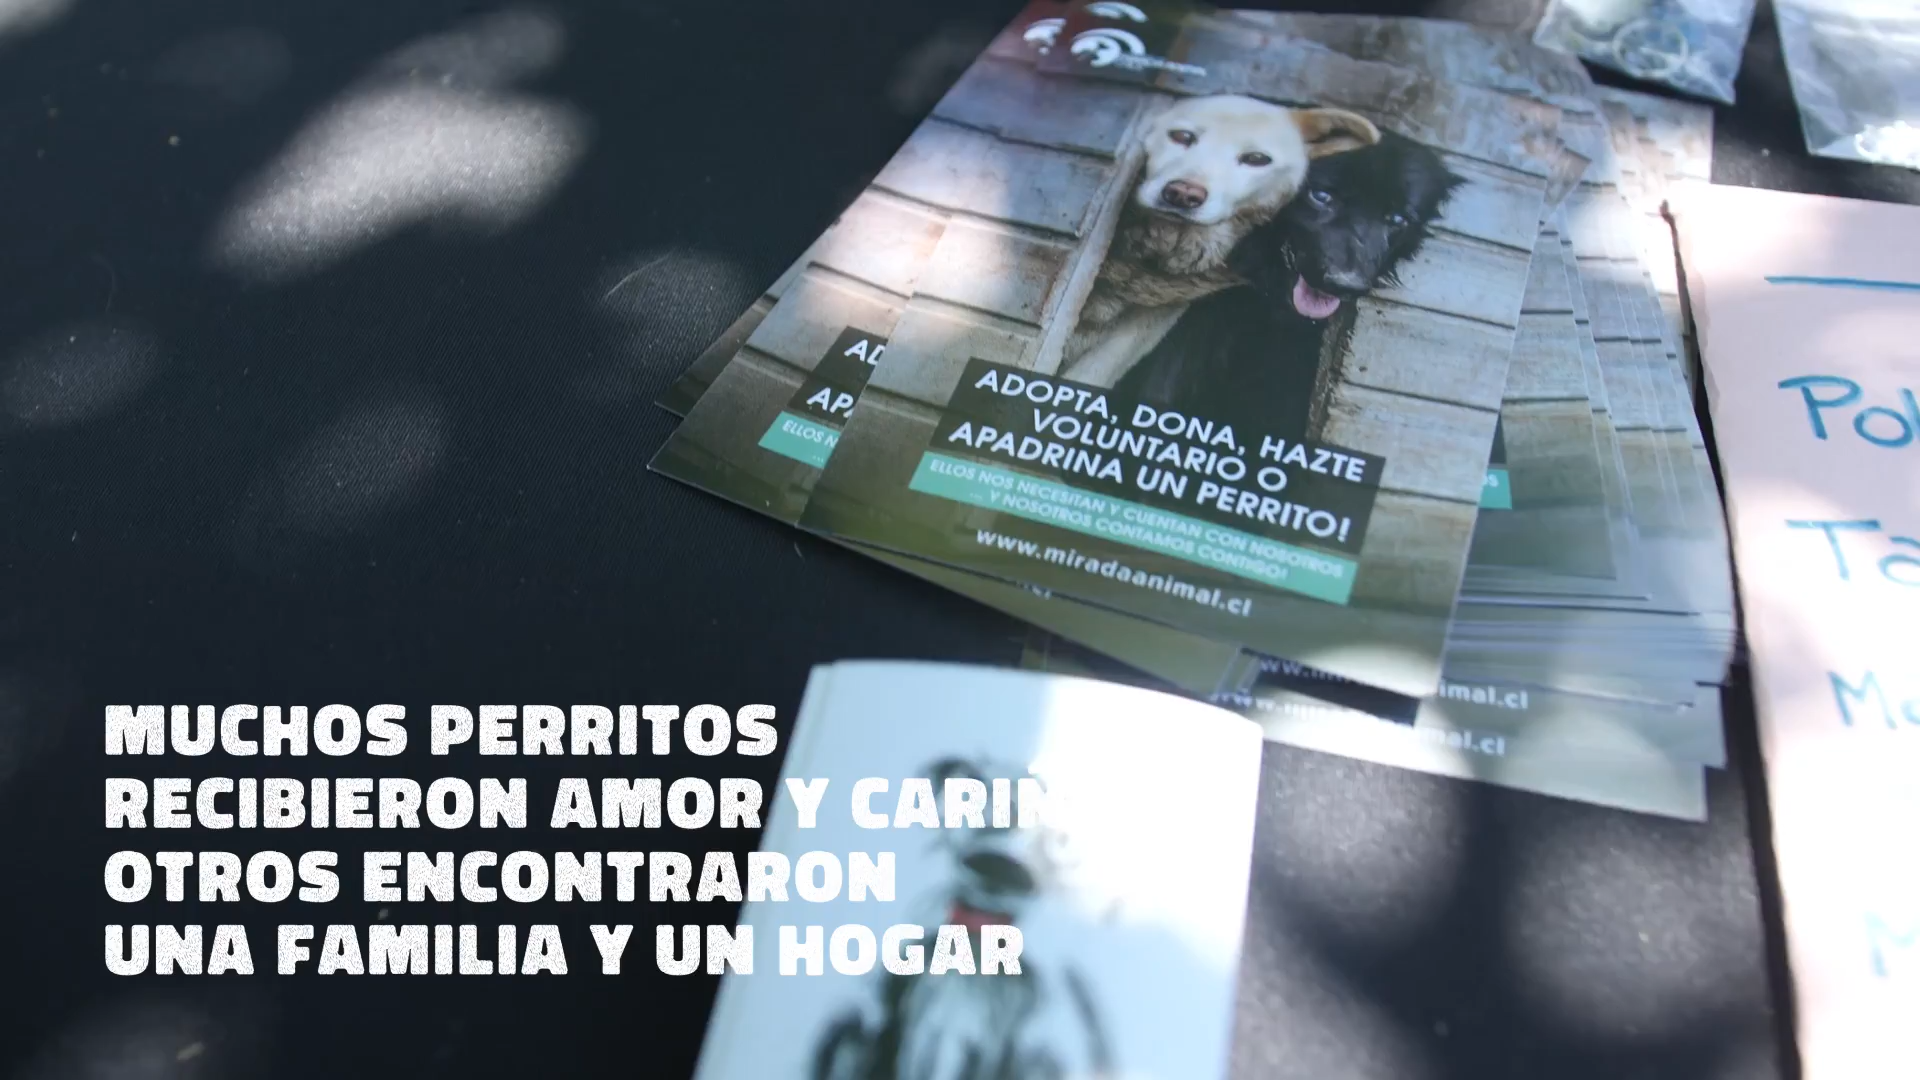 ADOPTA, DONA, HAZTE
VOLUNTARIO O
APADRINA UN PERRITO!
ELLOS NOS NECESITAN Y CUENTAN CON NOSOTROS
... Y NOSOTROS CONTAMOS CONTIGO!
www.miradaanimal.cl
MUCHOS PERRITOS
RECIBIERON AMOR Y
OTROS ENCONTRARON
UNA FAMILIA Y UN HOGAR